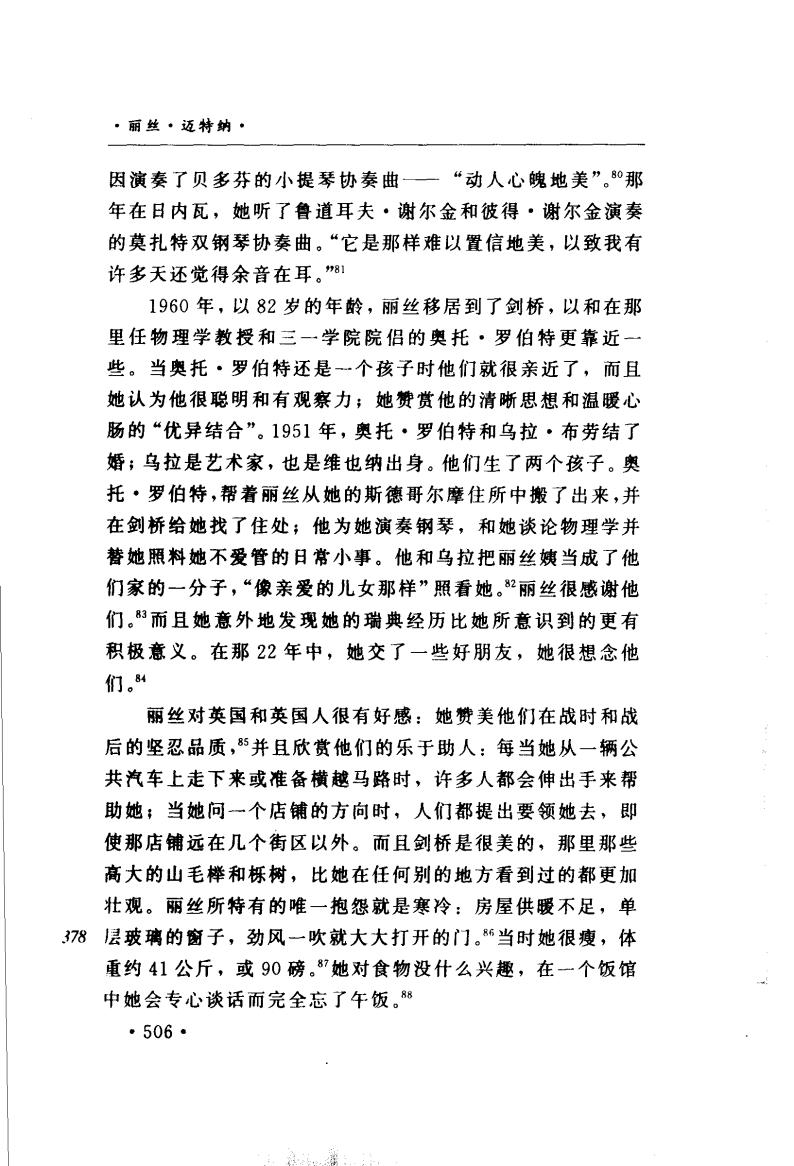 ·丽丝·迈特纳·
因演奏了贝多芬的小提琴协奏曲——“动人心魄地美”。⁸⁰那
年在日内瓦，她听了鲁道耳夫·谢尔金和彼得·谢尔金演奏
的莫扎特双钢琴协奏曲。“它是那样难以置信地美，以致我有
许多天还觉得余音在耳。”⁸¹
1960 年，以 82 岁的年龄，丽丝移居到了剑桥，以和在那
里任物理学教授和三一学院院侣的奥托·罗伯特更靠近一
些。当奥托·罗伯特还是一个孩子时他们就很亲近了，而且
她认为他很聪明和有观察力；她赞赏他的清晰思想和温暖心
肠的“优异结合”。1951 年，奥托·罗伯特和乌拉·布劳结了
婚；乌拉是艺术家，也是维也纳出身。他们生了两个孩子。奥
托·罗伯特，帮着丽丝从她的斯德哥尔摩住所中搬了出来，并
在剑桥给她找了住处；他为她演奏钢琴，和她谈论物理学并
替她照料她不爱管的日常小事。他和乌拉把丽丝姨当成了他
们家的一分子，“像亲爱的儿女那样”照看她。⁸²丽丝很感谢他
们。⁸³而且她意外地发现她的瑞典经历比她所意识到的更有
积极意义。在那 22 年中，她交了一些好朋友，她很想念他
们。⁸⁴
丽丝对英国和英国人很有好感：她赞美他们在战时和战
后的坚忍品质，⁸⁵并且欣赏他们的乐于助人：每当她从一辆公
共汽车上走下来或准备横越马路时，许多人都会伸出手来帮
助她；当她问一个店铺的方向时，人们都提出要领她去，即
使那店铺远在几个街区以外。而且剑桥是很美的，那里那些
高大的山毛榉和栎树，比她在任何别的地方看到过的都更加
壮观。丽丝所特有的唯一抱怨就是寒冷：房屋供暖不足，单
378 层玻璃的窗子，劲风一吹就大大打开的门。⁸⁶当时她很瘦，体
重约 41 公斤，或 90 磅。⁸⁷她对食物没什么兴趣，在一个饭馆
中她会专心谈话而完全忘了午饭。⁸⁸
·506·